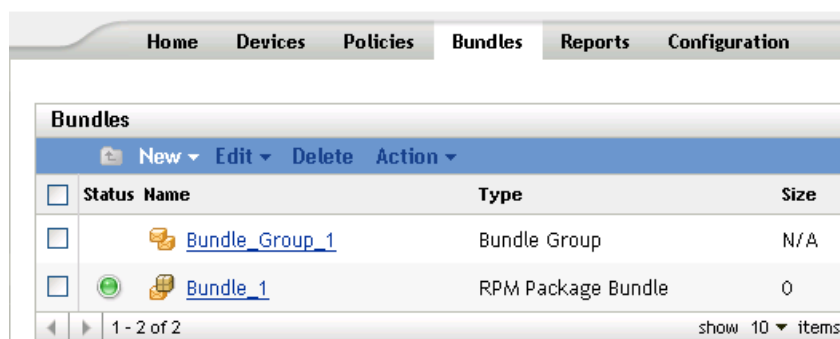 Home Devices Policies Bundles Reports Configuration
Bundles
New Edit Delete Action
Status Name Type Size
Bundle_Group_1 Bundle Group N/A
Bundle_1 RPM Package Bundle 0
1 - 2 of 2 show 10 items